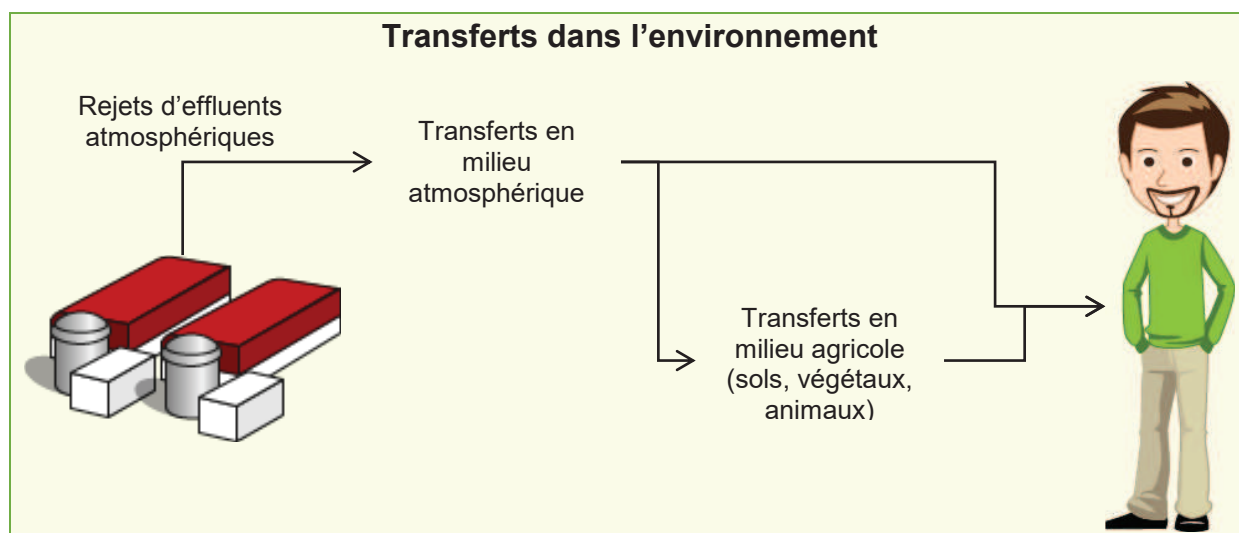 Transferts dans l’environnement
Rejets d’effluents
atmosphériques
Transferts en
milieu
atmosphérique
Transferts en
milieu agricole
(sols, végétaux,
animaux)